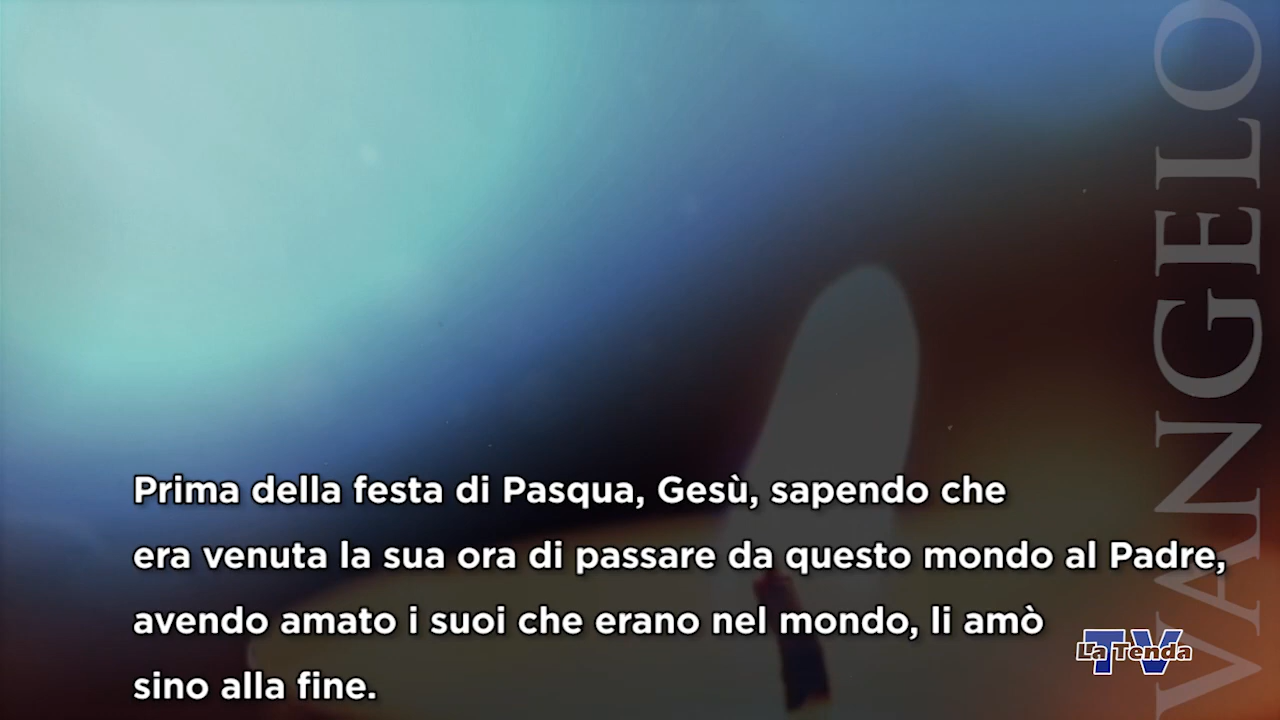 VANGELO
Prima della festa di Pasqua, Gesù, sapendo che
era venuta la sua ora di passare da questo mondo al Padre,
avendo amato i suoi che erano nel mondo, li amò
sino alla fine.
TV
La Tenda